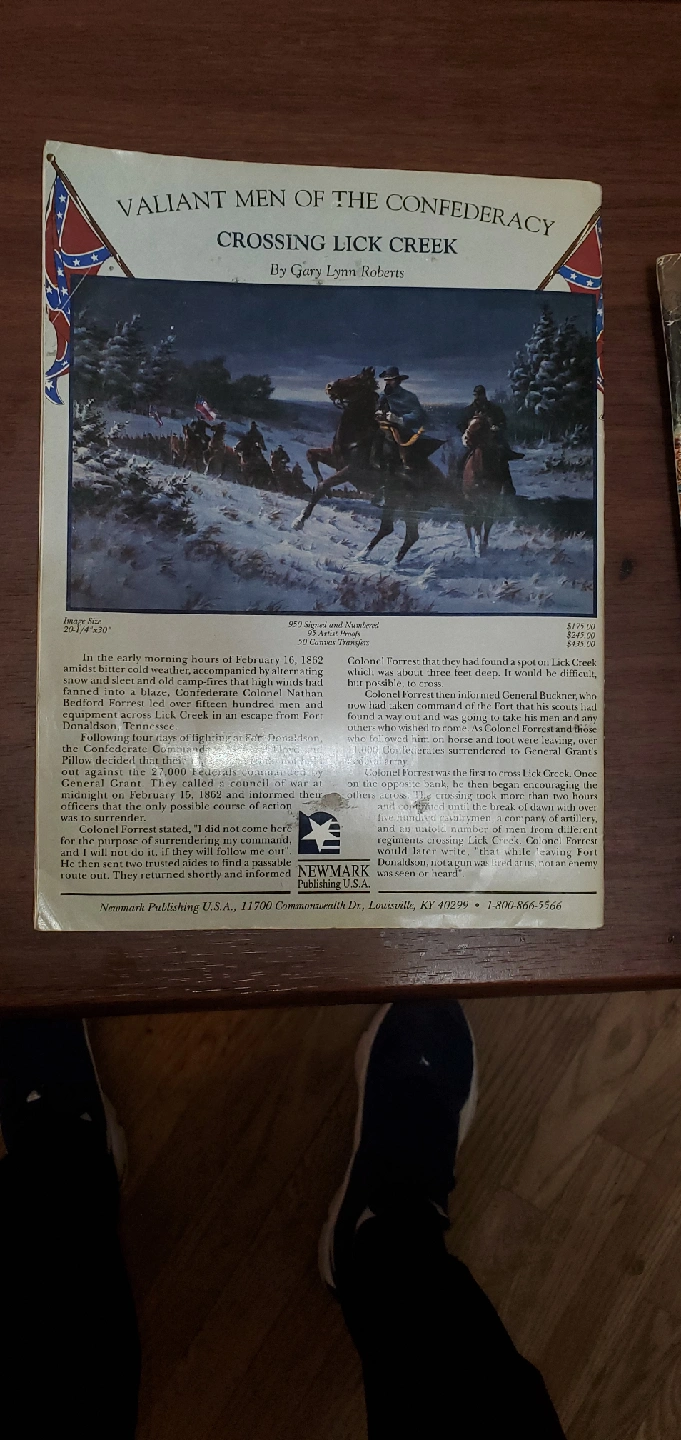 VALIANT MEN OF THE CONFEDERACY
CROSSING LICK CREEK
By Gary Lynn Roberts
Image Size
20-1/4"x30"
950 Signed and Numbered
95 Artist Proofs
50 Canvas Transfers
$175.00
$245.00
$435.00
In the early morning hours of February 16, 1862
amidst bitter cold weather, accompanied by alternating
snow and sleet and old camp-fires that high winds had
fanned into a blaze, Confederate Colonel Nathan
Bedford Forrest led over fifteen hundred men and
equipment across Lick Creek in an escape from Fort
Donaldson, Tennessee
Following four days of fighting at Fort Donaldson,
the Confederate Floyd and
Pillow decided that
out against the 27,000 Federals commanded by
General Grant. They called a council of war at
midnight on February 15, 1862 and informed their
officers that the only possible course of action
was to surrender.
Colonel Forrest stated, "I did not come here
for the purpose of surrendering my command,
and I will not do it, if they will follow me out".
He then sent two trusted aides to find a passable
route out. They returned shortly and informed
Colonel Forrest that they had found a spot on Lick Creek
which was about three feet deep. It would be difficult,
but possible, to cross.
Colonel Forrest then informed General Buckner, who
now had taken command of the Fort that his scouts had
found a way out and was going to take his men and any
others who wished to come. As Colonel Forrest and those
who followed him on horse and foot were leaving, over
Confederates surrendered to General Grant's
army.
Colonel Forrest was the first to cross Lick Creek. Once
on the opposite bank, he then began encouraging the
others across. The crossing took more than two hours
and continued until the break of dawn with over
five hundred cavalrymen, a company of artillery,
and an untold number of men from different
regiments crossing Lick Creek. Colonel Forrest
would later write, "that while leaving Fort
Donaldson, not a gun was fired at us, not an enemy
was seen or heard".
NEWMARK
Publishing U.S.A.
Newmark Publishing U.S.A., 11700 Commonwealth Dr., Louisville, KY 40299 • 1-800-866-5566